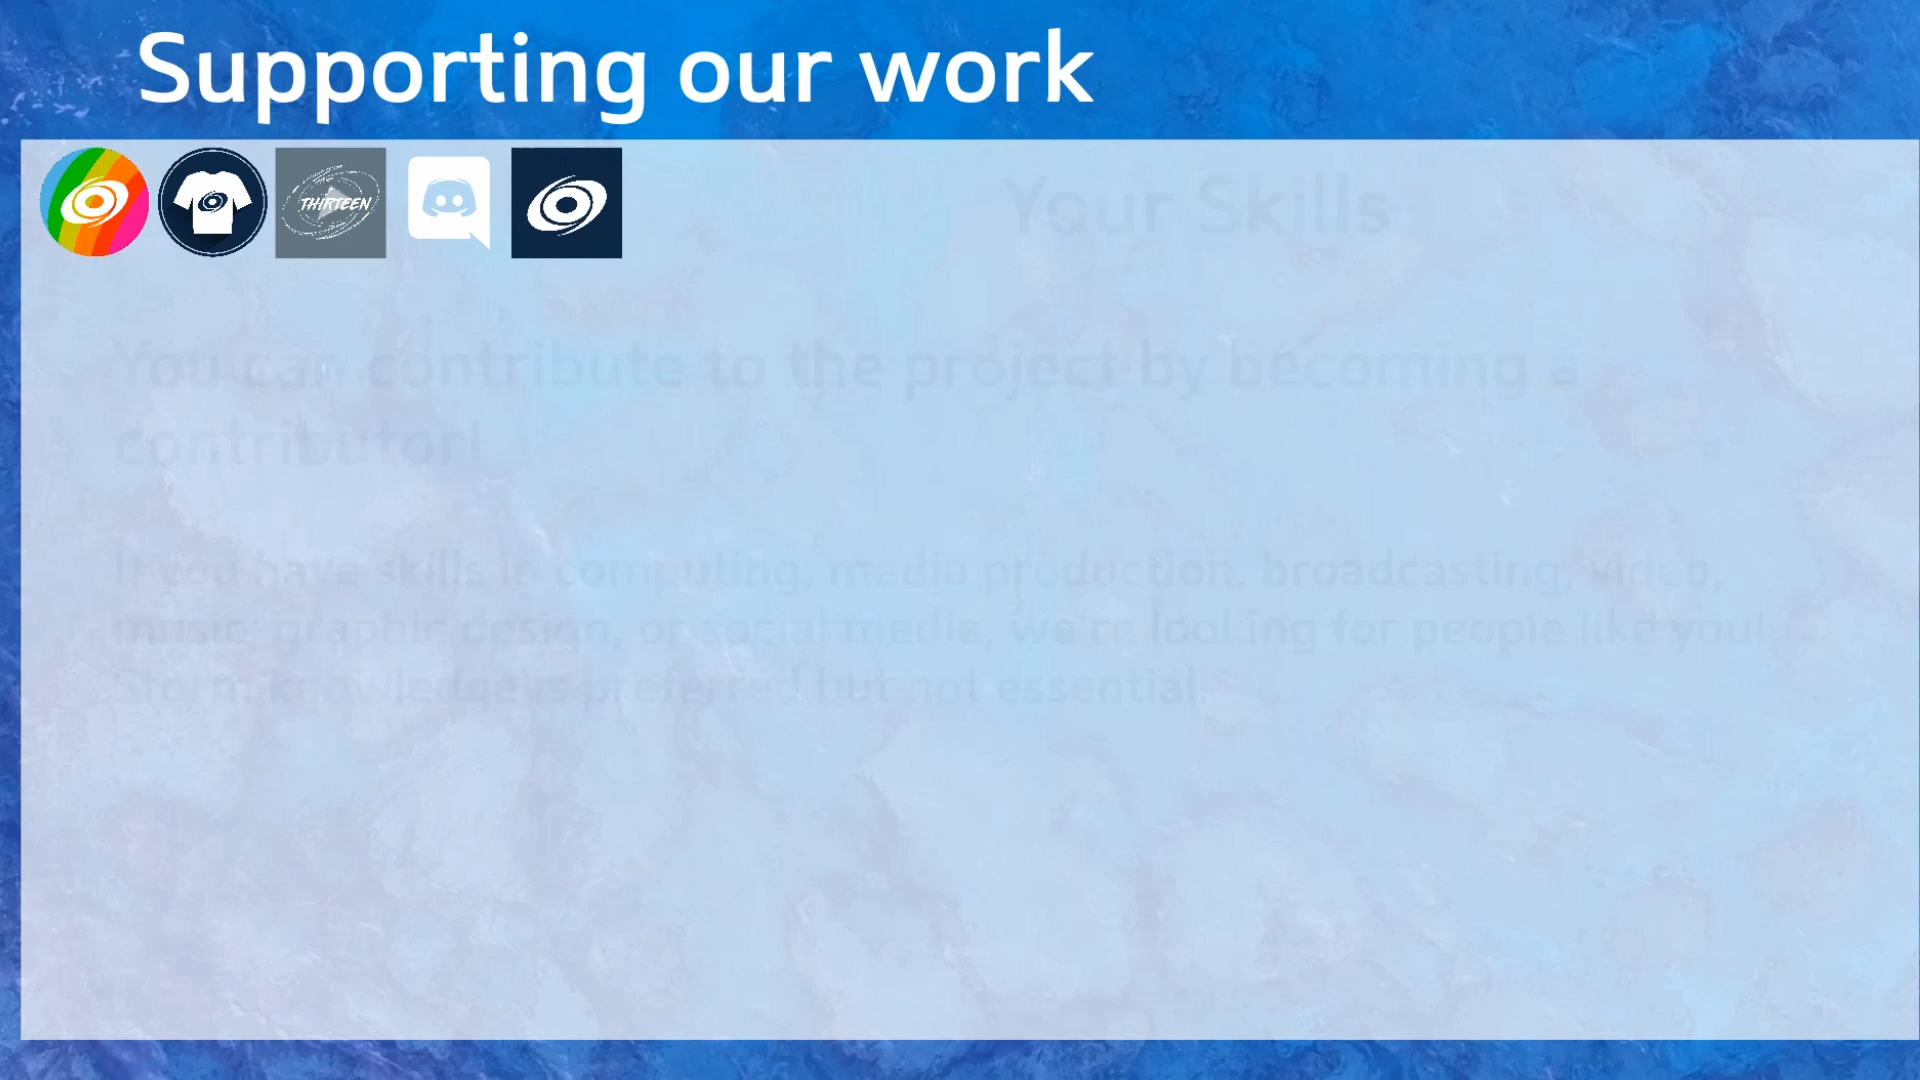 Supporting our work
THIRTEEN
Your Skills
You can contribute to the project by becoming a
contributor!
If you have skills in computing, media production, broadcasting, video,
music, graphic design, or social media, we're looking for people like you!
Storm knowledge is preferred but not essential